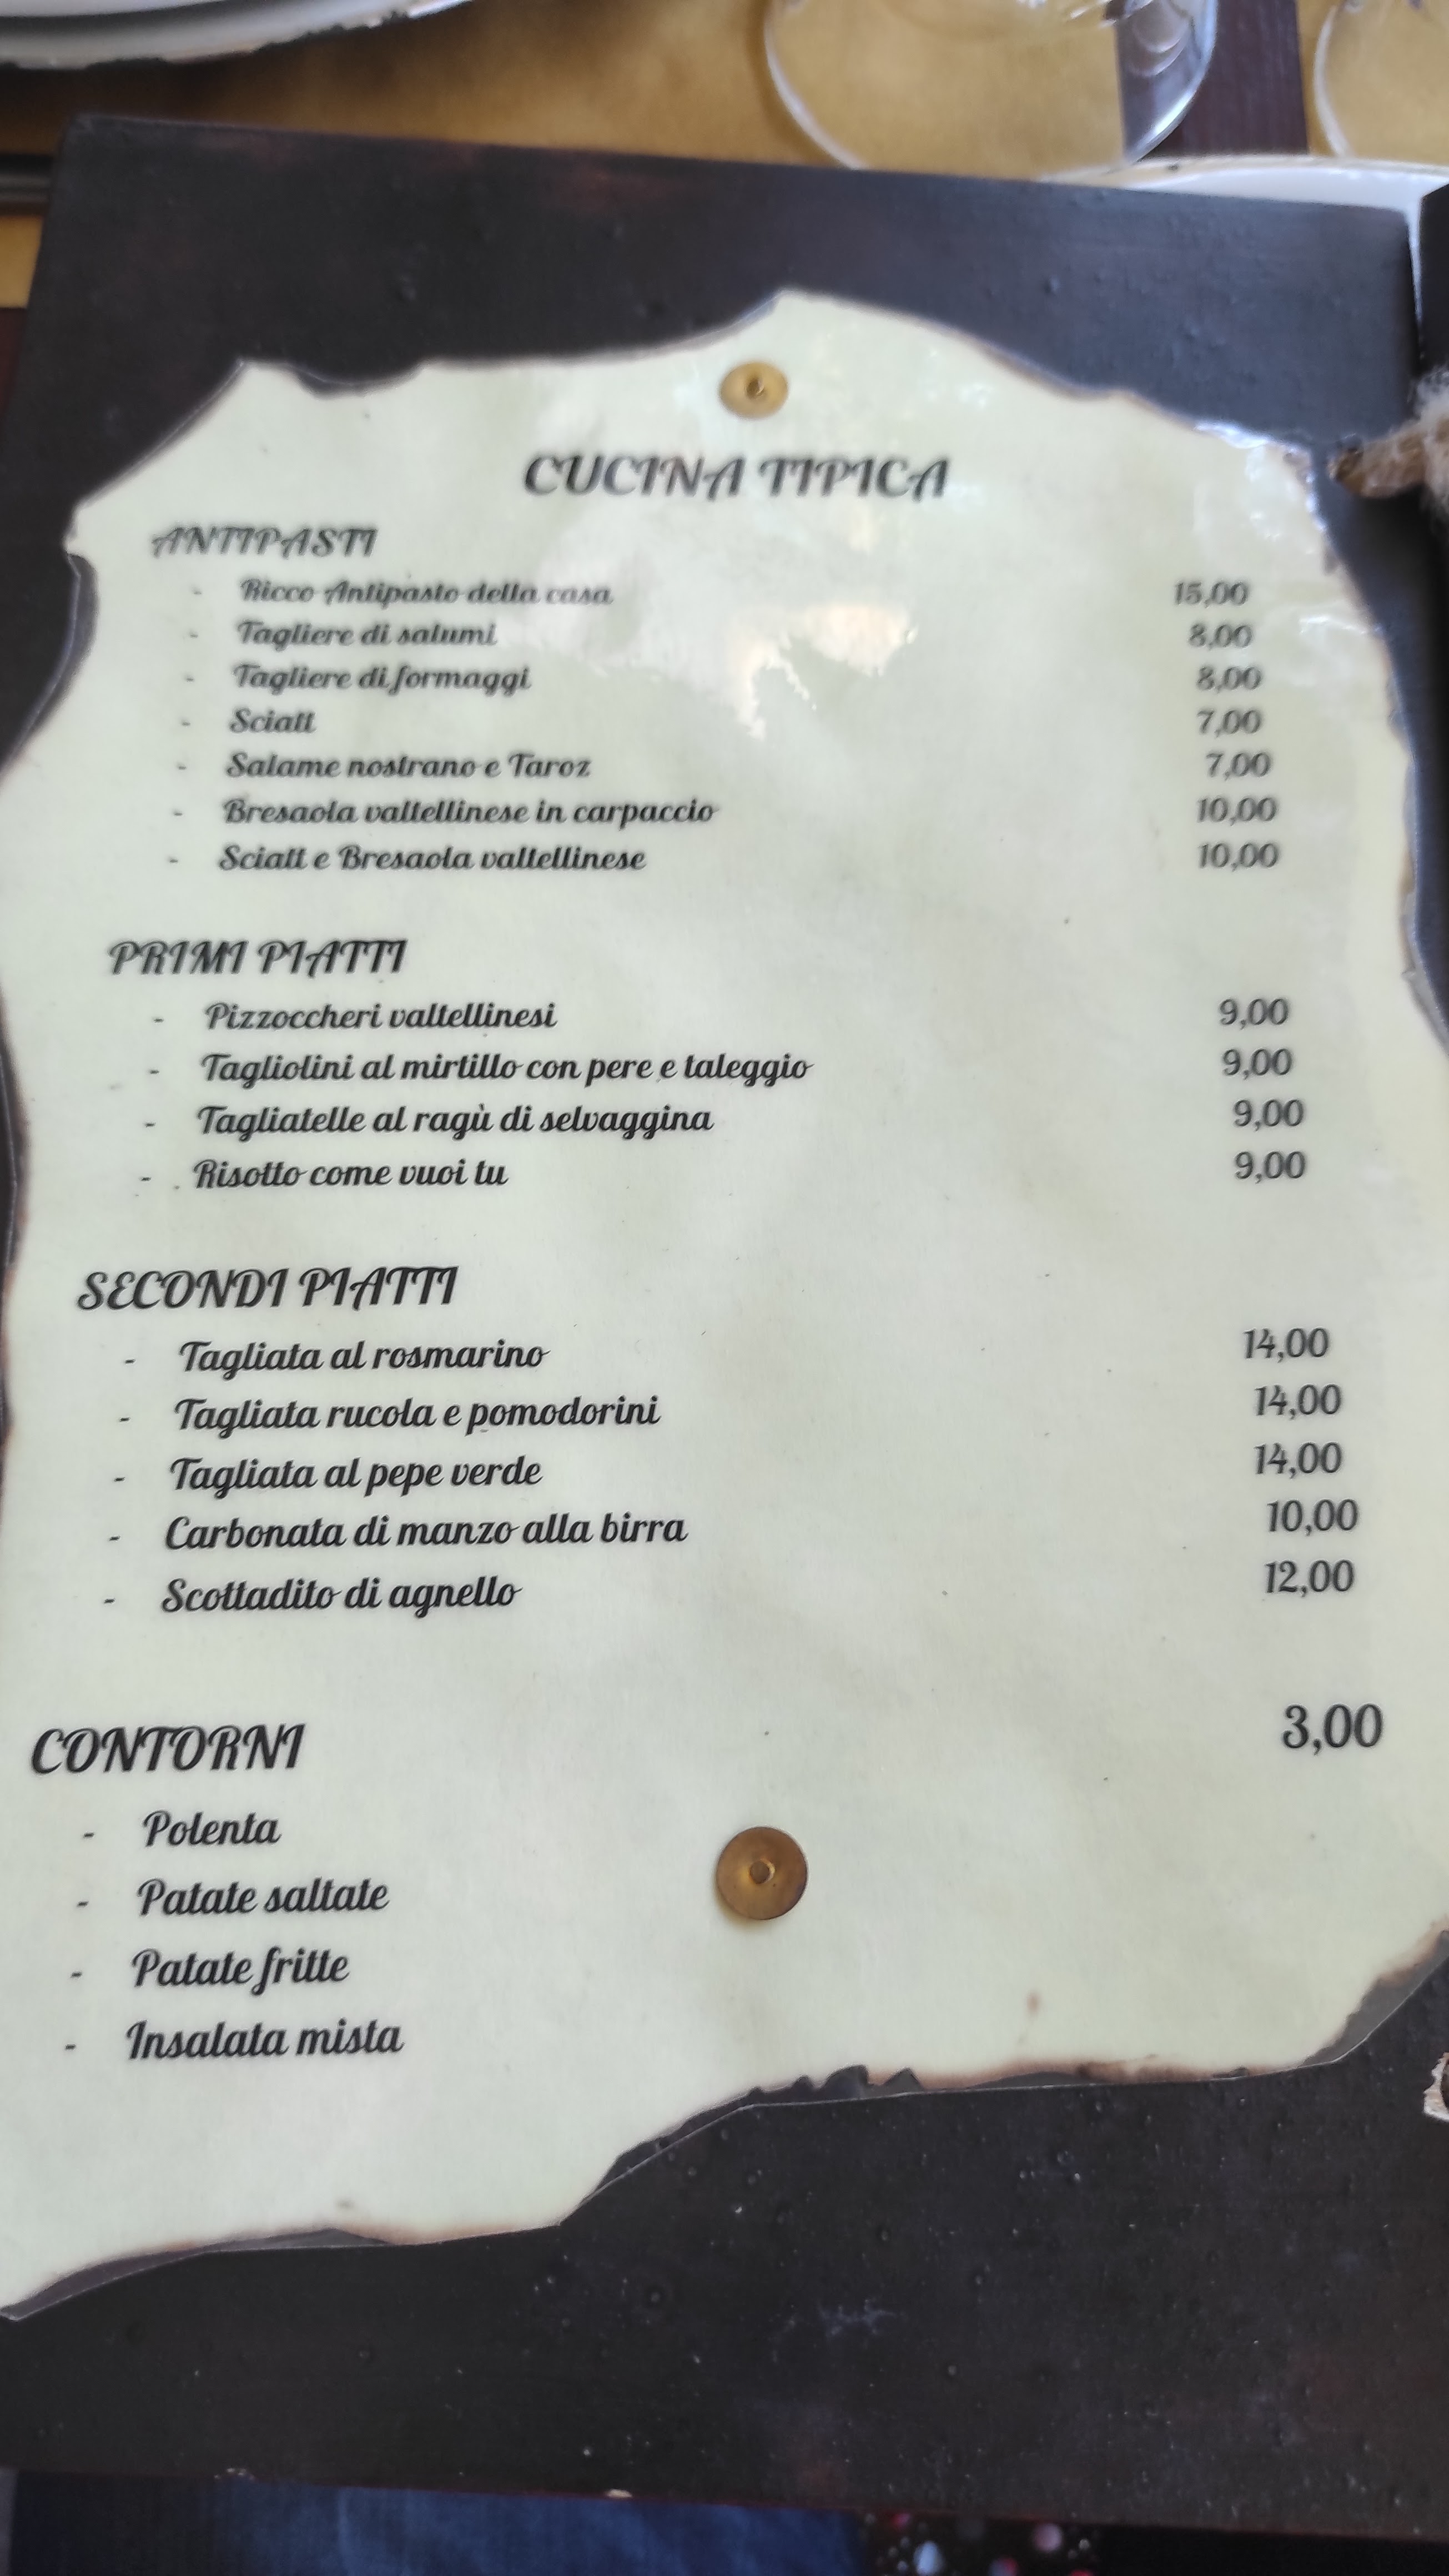 CUCINA TIPICA
ANTIPASTI
- Ricco Antipasto della casa 15,00
- Tagliere di salumi 8,00
- Tagliere di formaggi 8,00
- Sciatt 7,00
- Salame nostrano e Taroz 7,00
- Bresaola valtellinese in carpaccio 10,00
- Sciatt e Bresaola valtellinese 10,00
PRIMI PIATTI
- Pizzoccheri valtellinesi 9,00
- Tagliolini al mirtillo con pere e taleggio 9,00
- Tagliatelle al ragù di selvaggina 9,00
- Risotto come vuoi tu 9,00
SECONDI PIATTI
- Tagliata al rosmarino 14,00
- Tagliata rucola e pomodorini 14,00
- Tagliata al pepe verde 14,00
- Carbonata di manzo alla birra 10,00
- Scottadito di agnello 12,00
CONTORNI 3,00
- Polenta
- Patate saltate
- Patate fritte
- Insalata mista